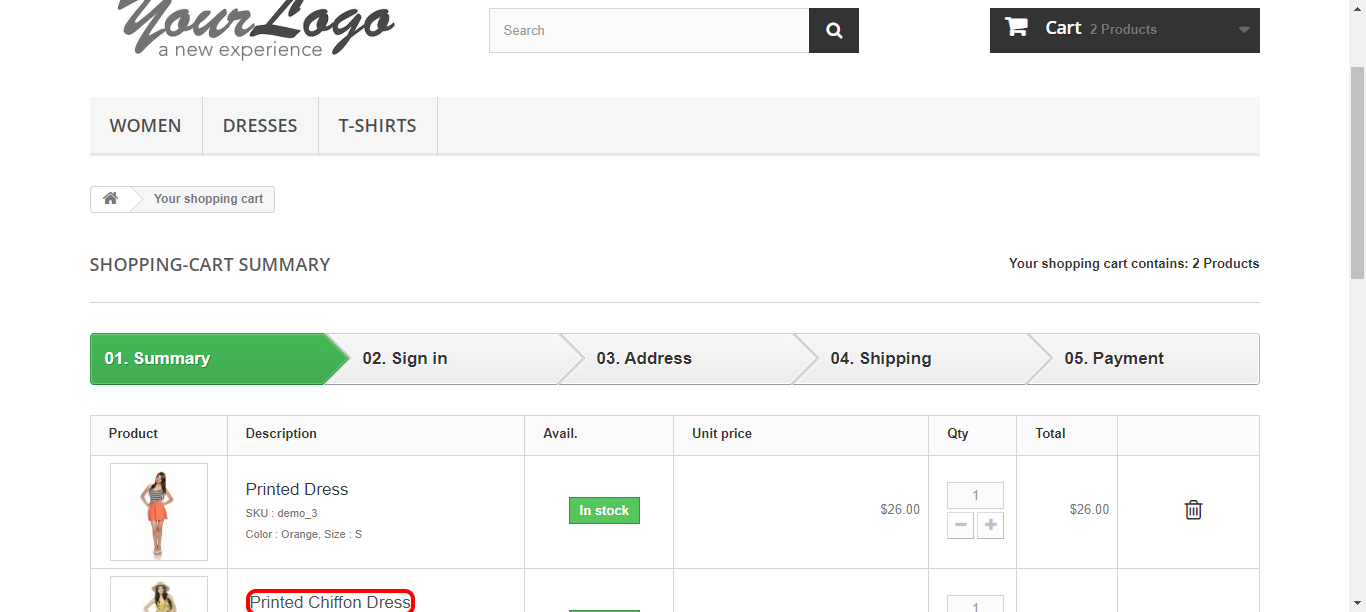 YourLogo
a new experience
Search
Cart 2 Products
WOMEN
DRESSES
T-SHIRTS
Your shopping cart
SHOPPING-CART SUMMARY
Your shopping cart contains: 2 Products
01. Summary
02. Sign in
03. Address
04. Shipping
05. Payment
Product
Description
Avail.
Unit price
Qty
Total
Printed Dress
SKU : demo_3
Color : Orange, Size : S
In stock
$26.00
1
$26.00
Printed Chiffon Dress
1